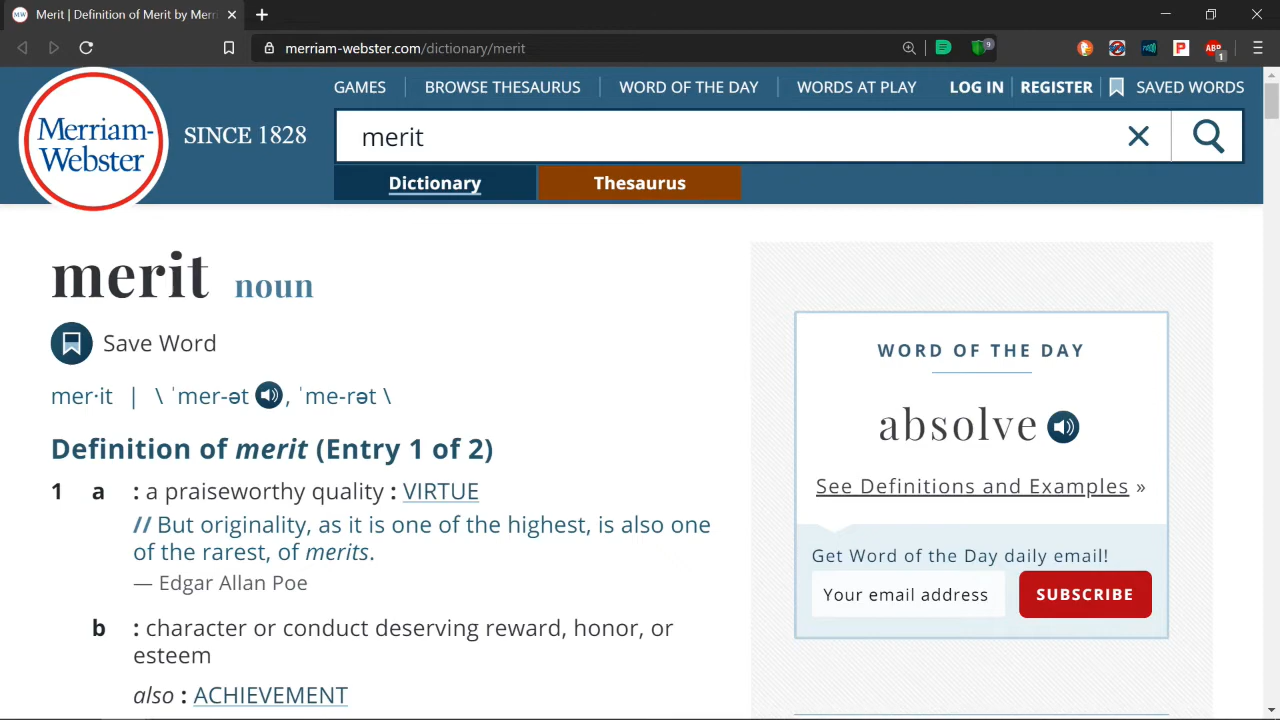 Merit | Definition of Merit by Merri
merriam-webster.com/dictionary/merit
9
P
ABP
1
GAMES
BROWSE THESAURUS
WORD OF THE DAY
WORDS AT PLAY
LOG IN
REGISTER
SAVED WORDS
Merriam-
Webster
SINCE 1828
merit
Dictionary
Thesaurus
merit noun
Save Word
mer·it | \ ˈmer-ət , ˈme-rət \
Definition of merit (Entry 1 of 2)
1 a : a praiseworthy quality : VIRTUE
// But originality, as it is one of the highest, is also one
of the rarest, of merits.
— Edgar Allan Poe
b : character or conduct deserving reward, honor, or
esteem
also : ACHIEVEMENT
WORD OF THE DAY
absolve
See Definitions and Examples »
Get Word of the Day daily email!
Your email address
SUBSCRIBE